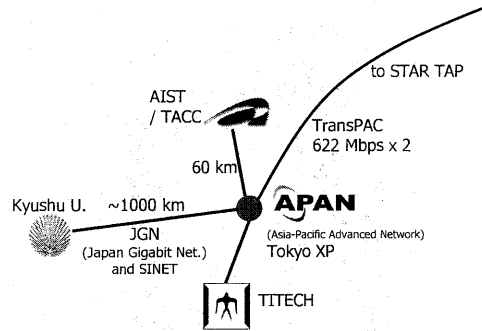 to STAR TAP
AIST
/ TACC
TransPAC
622 Mbps x 2
60 km
Kyushu U.
~1000 km
APAN
JGN
(Japan Gigabit Net.)
and SINET
(Asia-Pacific Advanced Network)
Tokyo XP
TITECH